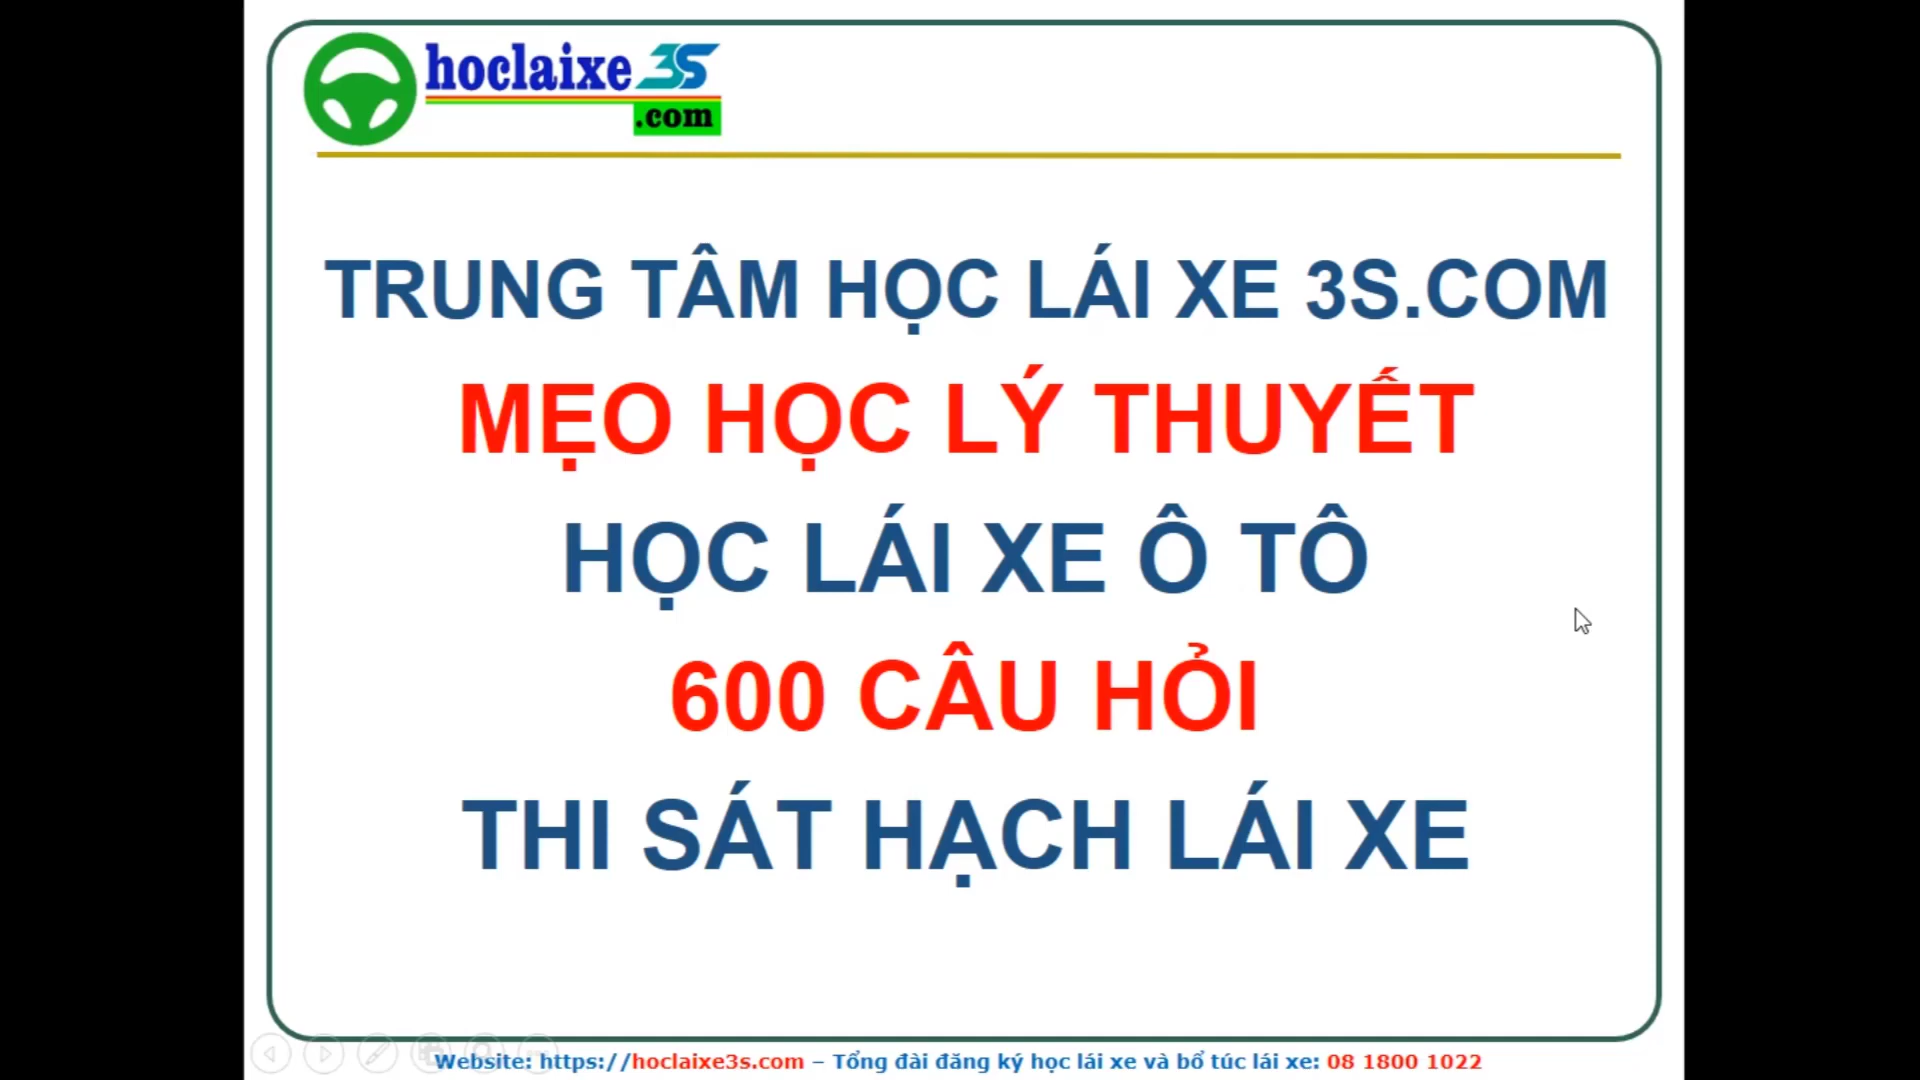 hoclaixe 3S
.com
TRUNG TÂM HỌC LÁI XE 3S.COM
MẸO HỌC LÝ THUYẾT
HỌC LÁI XE Ô TÔ
600 CÂU HỎI
THI SÁT HẠCH LÁI XE
Website: https://hoclaixe3s.com – Tổng đài đăng ký học lái xe và bổ túc lái xe: 08 1800 1022